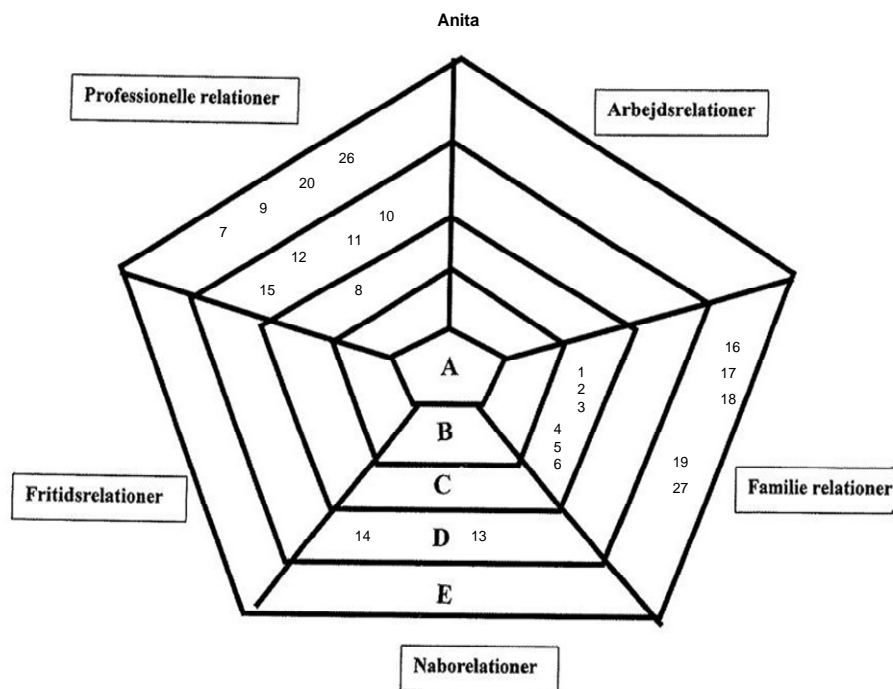 Anita
Professionelle relationer
Arbejdsrelationer
26
20
9
7
10
11
12
15
8
16
17
18
A
1
2
3
B
4
5
6
19
27
C
Fritidsrelationer
Familie relationer
14
D
13
E
Naborelationer